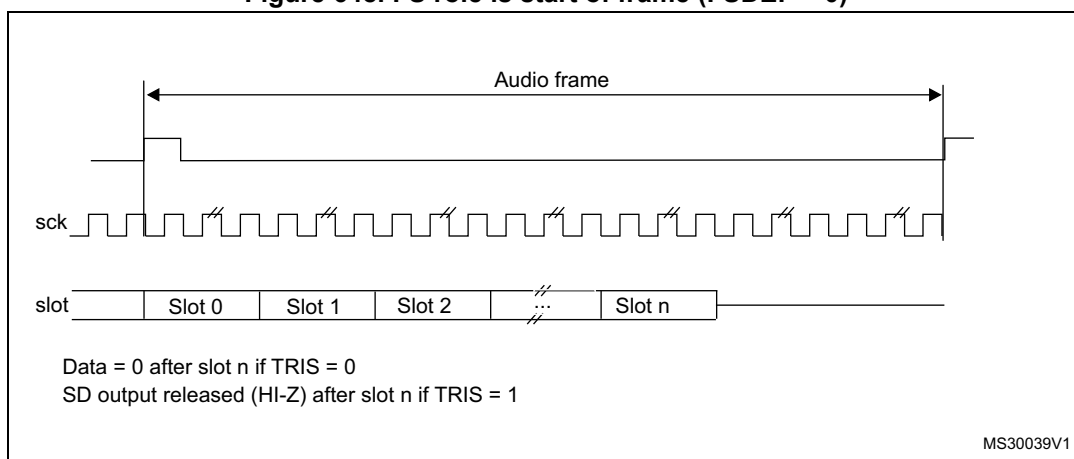 Audio frame
sck
slot
Slot 0
Slot 1
Slot 2
...
Slot n
Data = 0 after slot n if TRIS = 0
SD output released (HI-Z) after slot n if TRIS = 1
MS30039V1